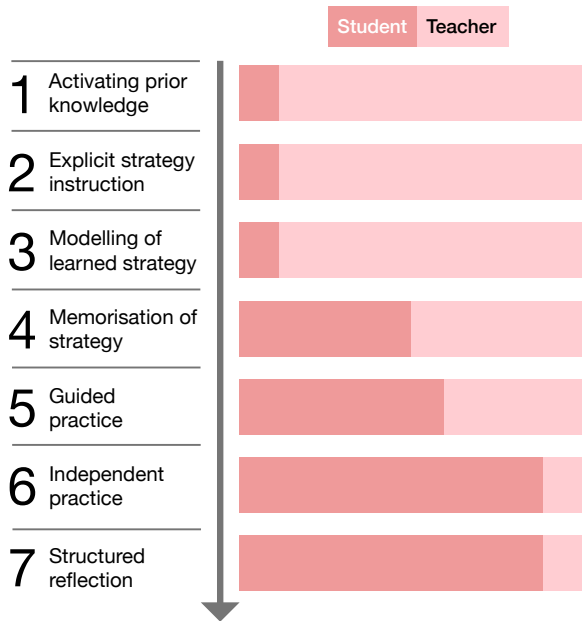 Student Teacher
1 Activating prior
knowledge
2 Explicit strategy
instruction
3 Modelling of
learned strategy
4 Memorisation of
strategy
5 Guided
practice
6 Independent
practice
7 Structured
reflection